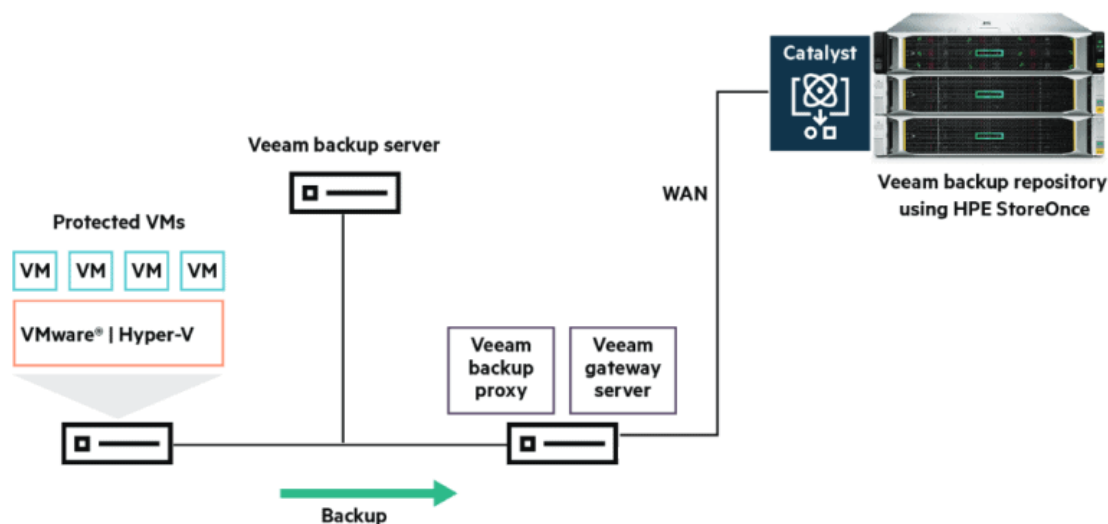 Catalyst
Veeam backup server
WAN
Veeam backup repository
using HPE StoreOnce
Protected VMs
VM VM VM VM
VMware® | Hyper-V
Veeam
backup
proxy
Veeam
gateway
server
Backup